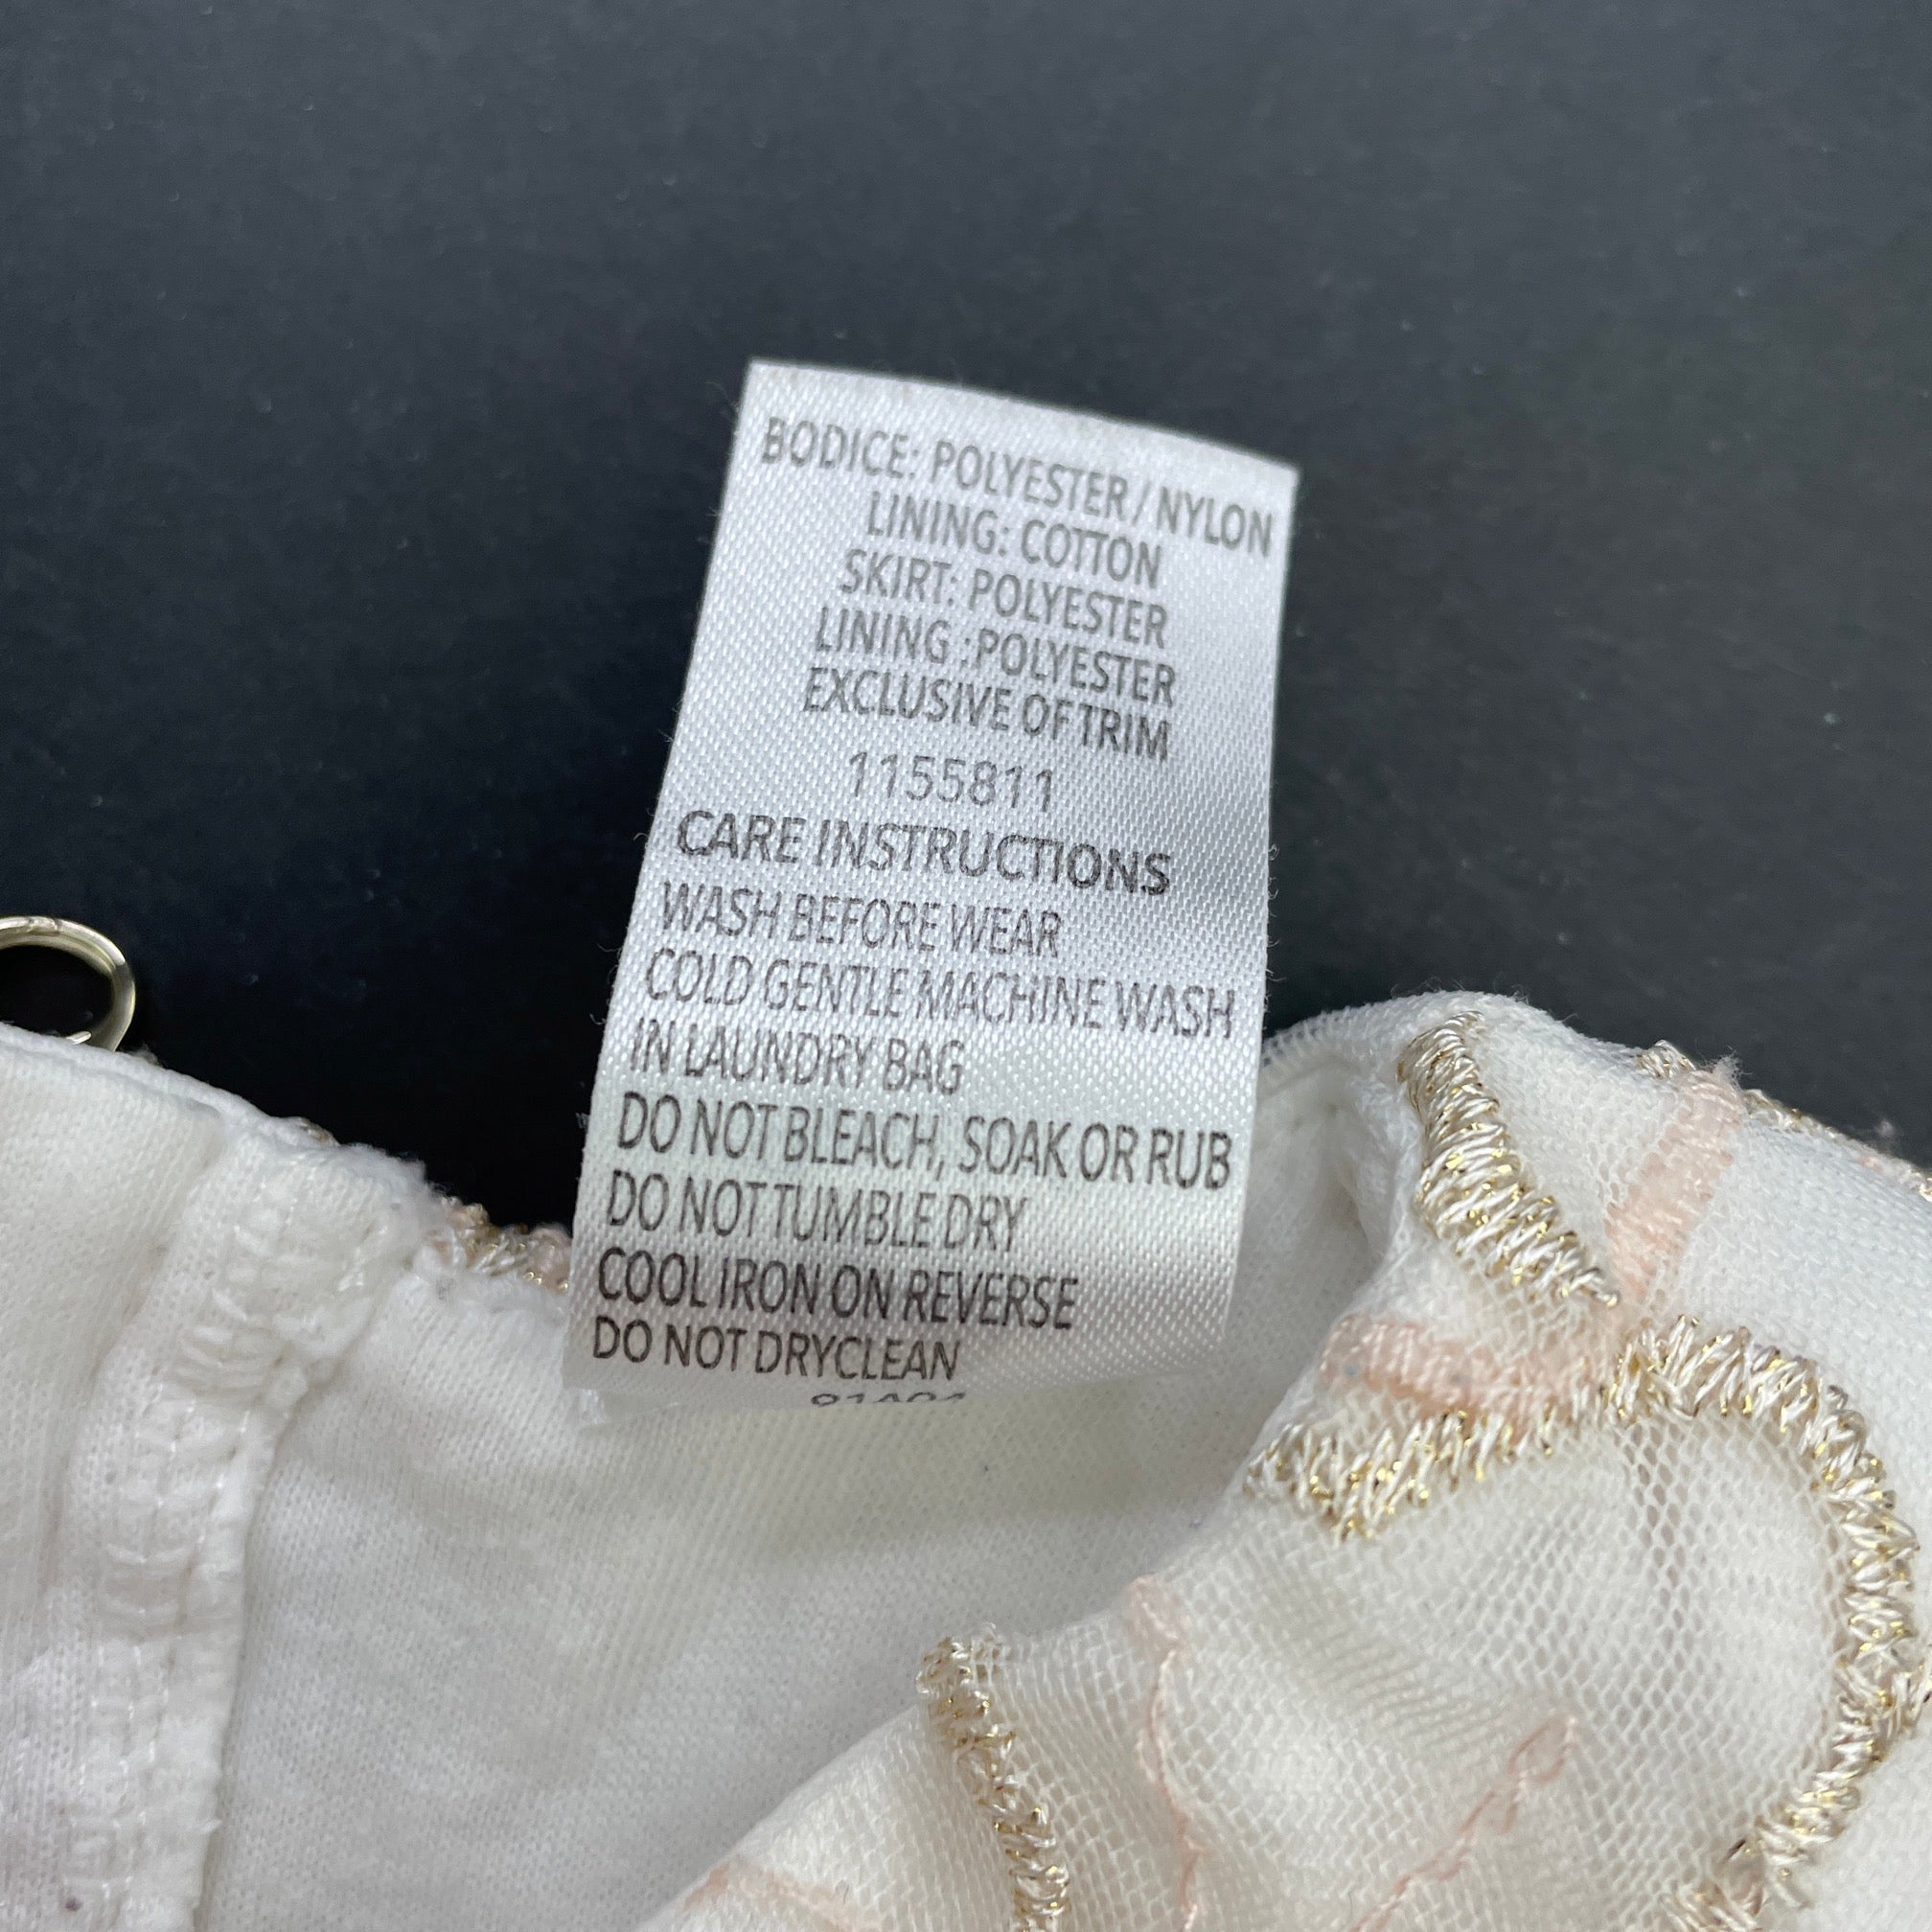 BODICE: POLYESTER / NYLON
LINING: COTTON
SKIRT: POLYESTER
LINING :POLYESTER
EXCLUSIVE OF TRIM
1155811
CARE INSTRUCTIONS
WASH BEFORE WEAR
COLD GENTLE MACHINE WASH
IN LAUNDRY BAG
DO NOT BLEACH, SOAK OR RUB
DO NOT TUMBLE DRY
COOL IRON ON REVERSE
DO NOT DRYCLEAN